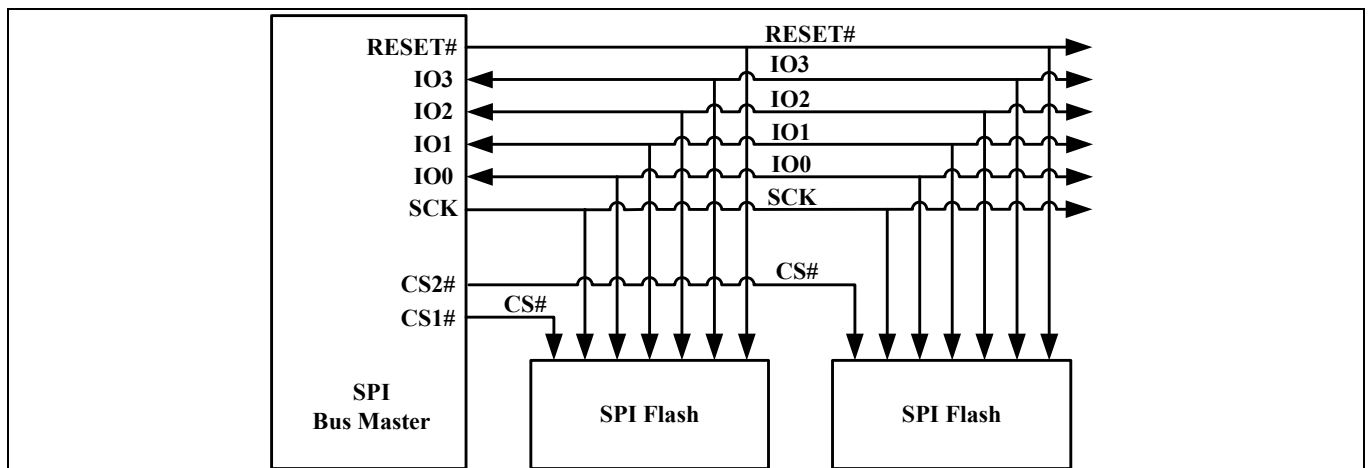 RESET#
RESET#
IO3
IO3
IO2
IO2
IO1
IO1
IO0
IO0
SCK
SCK
CS2#
CS#
CS1#
CS#
SPI
Bus Master
SPI Flash
SPI Flash